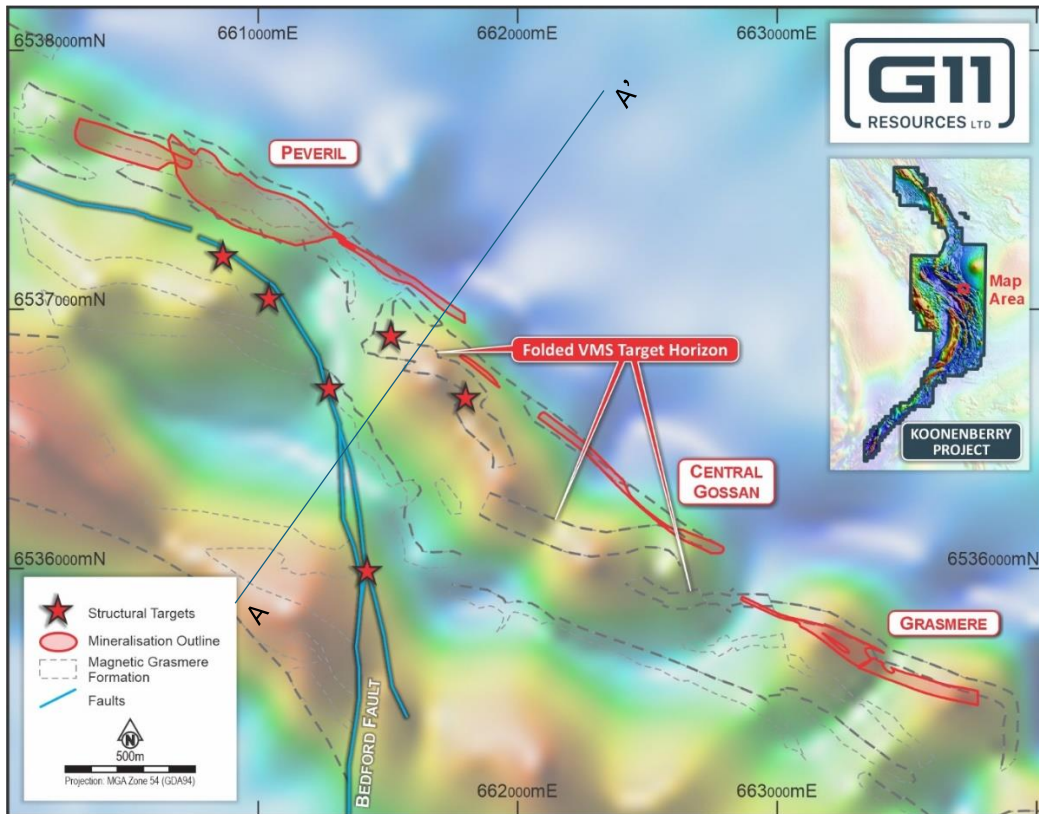 661000mE
662000mE
663000mE
6538000mN
G11
RESOURCES LTD
A'
PEVERIL
Map
Area
6537000mN
Folded VMS Target Horizon
KOONENBERRY
PROJECT
CENTRAL
GOSSAN
6536000mN
6536000mN
A
GRASMERE
Structural Targets
Mineralisation Outline
Magnetic Grasmere
Formation
Faults
N
500m
Projection: MGA Zone 54 (GDA94)
BEDFORD FAULT
662000mE
663000mE